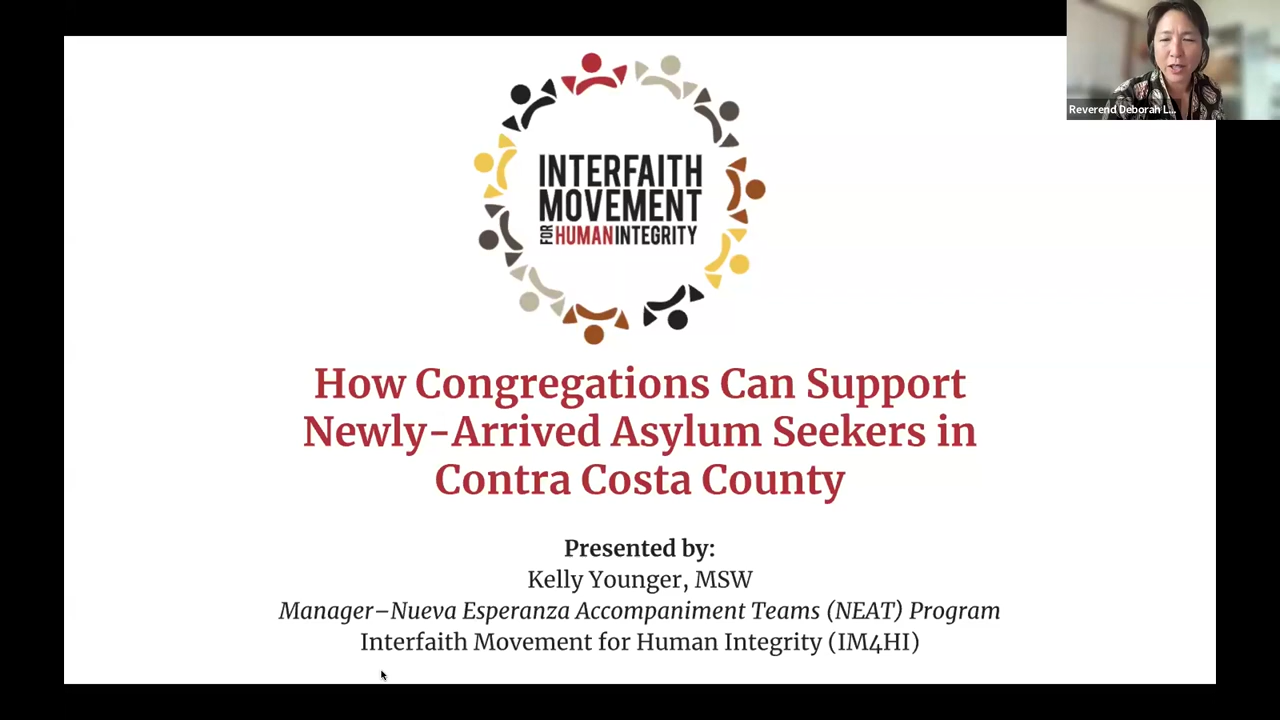 Reverend Deborah L...
INTERFAITH
MOVEMENT
FOR HUMAN INTEGRITY
How Congregations Can Support
Newly-Arrived Asylum Seekers in
Contra Costa County
Presented by:
Kelly Younger, MSW
Manager–Nueva Esperanza Accompaniment Teams (NEAT) Program
Interfaith Movement for Human Integrity (IM4HI)